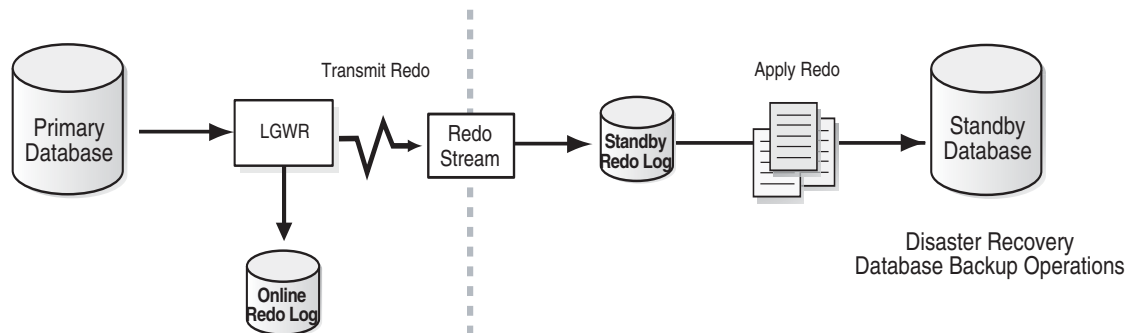 Transmit Redo
Apply Redo
Primary
Database
LGWR
Redo
Stream
Standby
Redo Log
Standby
Database
Online
Redo Log
Disaster Recovery
Database Backup Operations